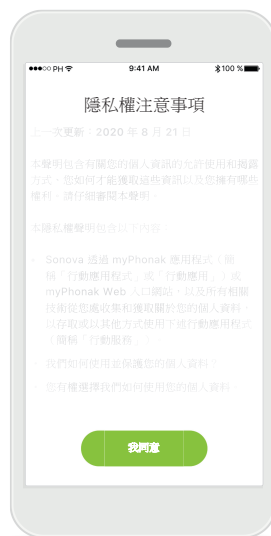 PH 9:41 AM 100 %
隱私權注意事項
上一次更新：2020 年 8 月 21 日
本聲明包含有關您的個人資訊的允許使用和揭露
方式、您如何才能獲取這些資訊以及您擁有哪些
權利。請仔細審閱本聲明。
本隱私權聲明包含以下內容
Sonova 透過 myPhonak 應用程式（簡
稱「行動應用程式」或「行動應用」）或
myPhonak Web 入口網站，以及所有相關
技術從您處收集和獲取關於您的個人資料，
以存取或以其他方式使用下述行動應用程式
（簡稱「行動服務」）
我們如何使用並保護您的個人資料？
您有權選擇我們如何使用您的個人資料
我同意